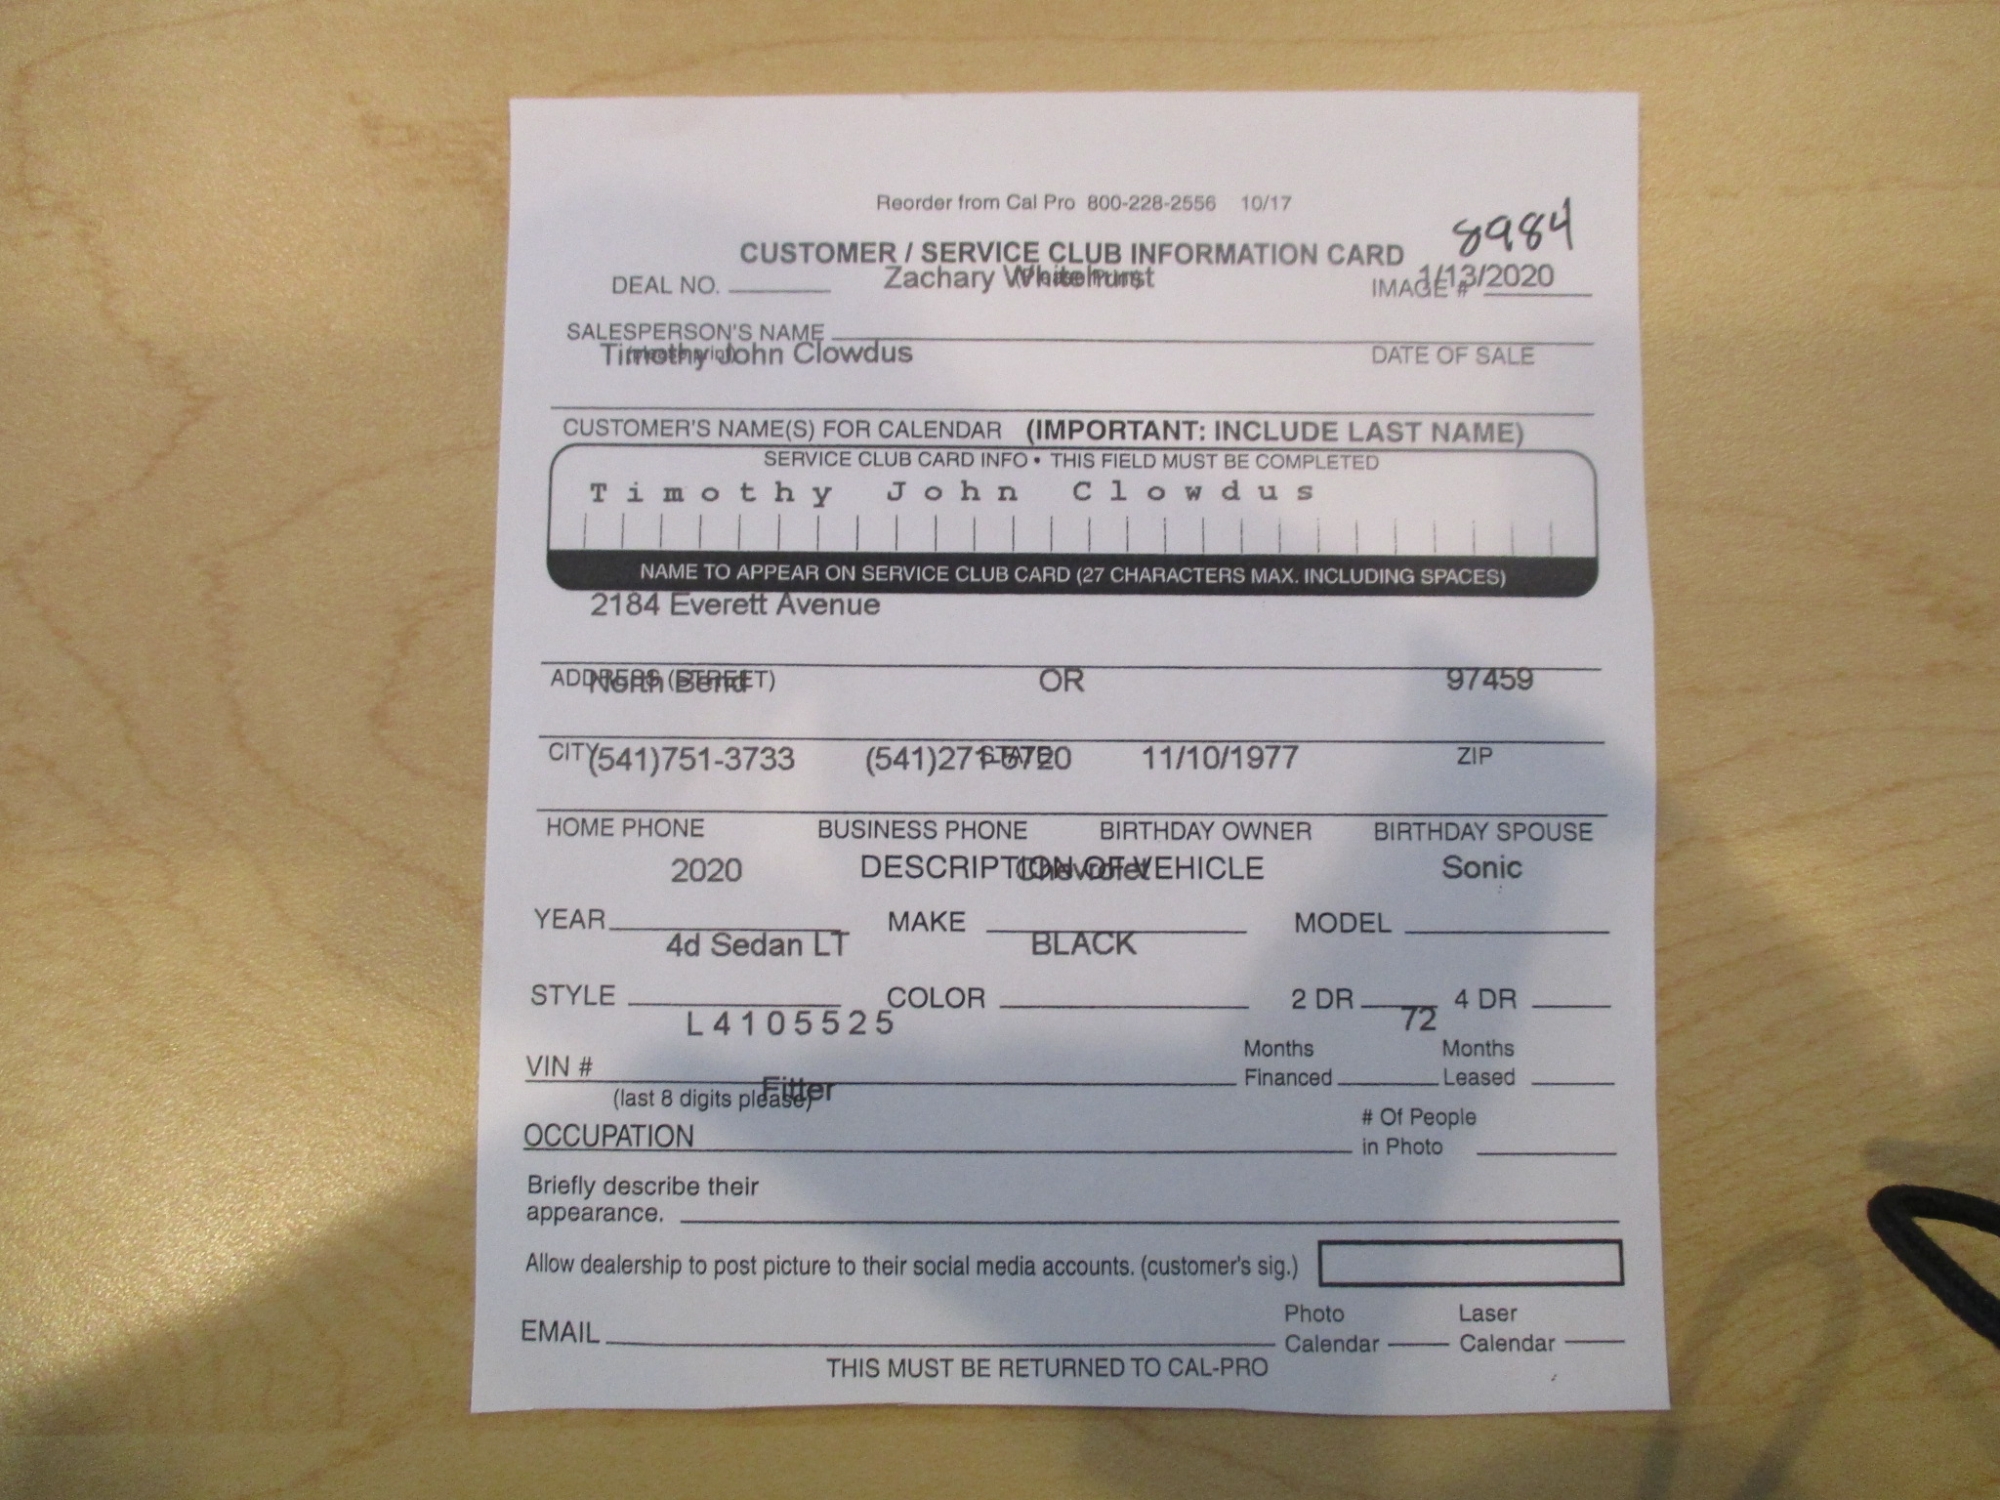 Reorder from Cal Pro 800-228-2556 10/17
8984
CUSTOMER / SERVICE CLUB INFORMATION CARD
DEAL NO. Zachary Whitehurst IMAGE # 1/13/2020
SALESPERSON'S NAME
(please print) Timothy John Clowdus DATE OF SALE
CUSTOMER'S NAME(S) FOR CALENDAR (IMPORTANT: INCLUDE LAST NAME)
SERVICE CLUB CARD INFO • THIS FIELD MUST BE COMPLETED
Timothy John Clowdus
NAME TO APPEAR ON SERVICE CLUB CARD (27 CHARACTERS MAX. INCLUDING SPACES)
2184 Everett Avenue
ADDRESS (STREET) North Bend OR 97459
CITY (541)751-3733 (541)271-6720 STATE 11/10/1977 ZIP
HOME PHONE BUSINESS PHONE BIRTHDAY OWNER BIRTHDAY SPOUSE
2020 DESCRIPTION OF VEHICLE Chevrolet Sonic
YEAR MAKE MODEL
4d Sedan LT BLACK
STYLE COLOR 2 DR 4 DR
L4105525 72
VIN # Months Financed Months Leased
(last 8 digits please) Fitter
OCCUPATION # Of People in Photo
Briefly describe their
appearance.
Allow dealership to post picture to their social media accounts. (customer's sig.)
EMAIL Photo Calendar Laser Calendar
THIS MUST BE RETURNED TO CAL-PRO